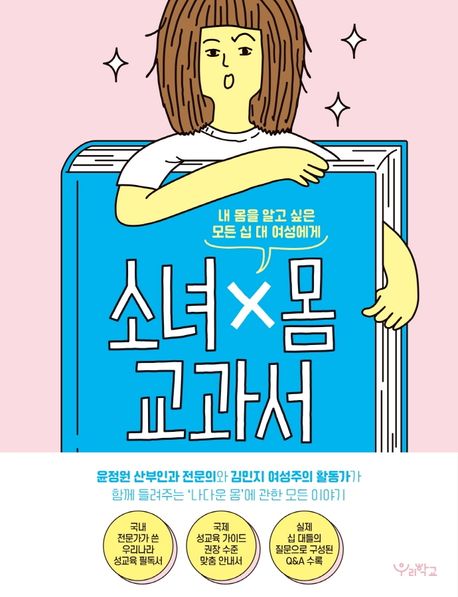 내 몸을 알고 싶은
모든 십 대 여성에게
소녀×몸
교과서
윤정원 산부인과 전문의와 김민지 여성주의 활동가가
함께 들려주는 ‘나다운 몸’에 관한 모든 이야기
국내
전문가가 쓴
우리나라
성교육 필독서
국제
성교육 가이드
권장 수준
맞춤 안내서
실제
십 대들의
질문으로 구성된
Q&A 수록
우리학교